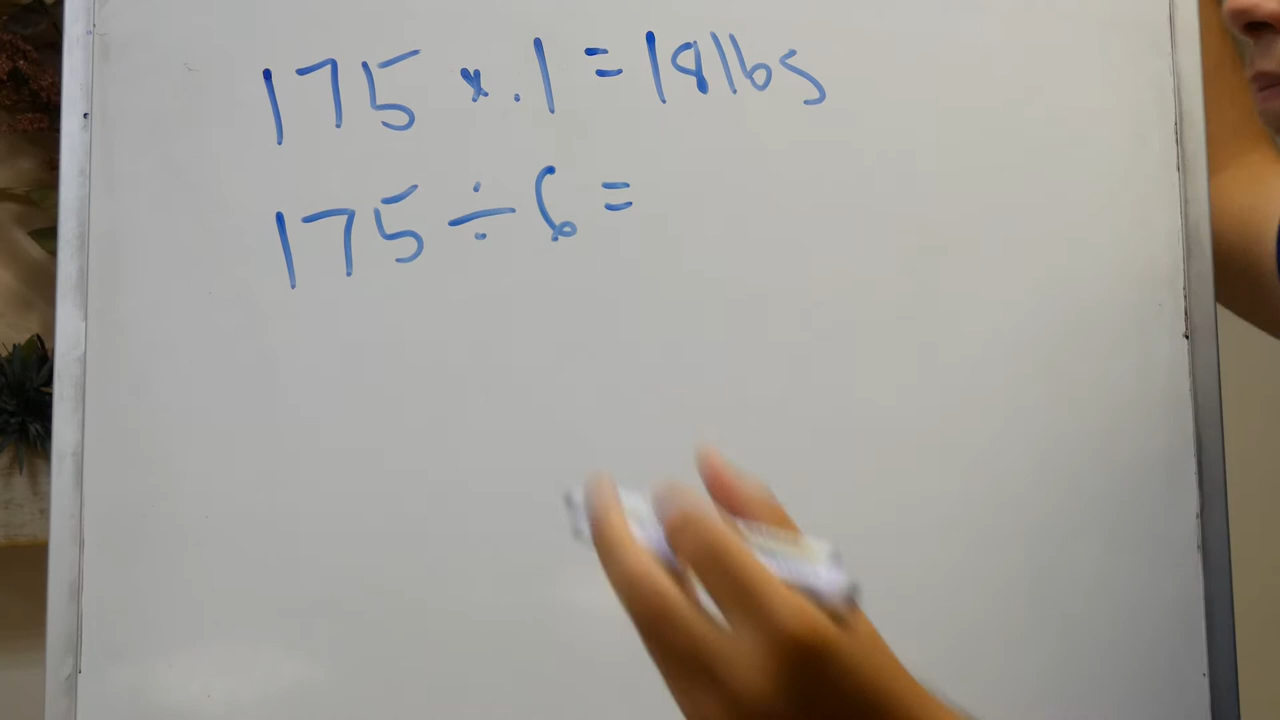 175 × .1 = 18lbs
175 ÷ 6 =